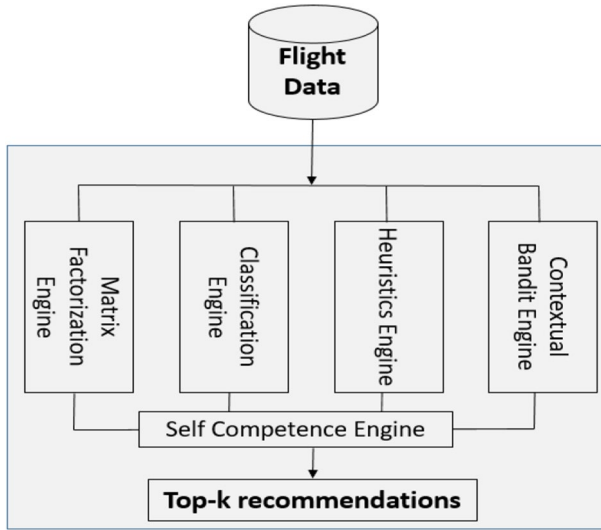 Flight
Data
Matrix
Factorization
Engine
Classification
Engine
Heuristics Engine
Contextual
Bandit Engine
Self Competence Engine
Top-k recommendations